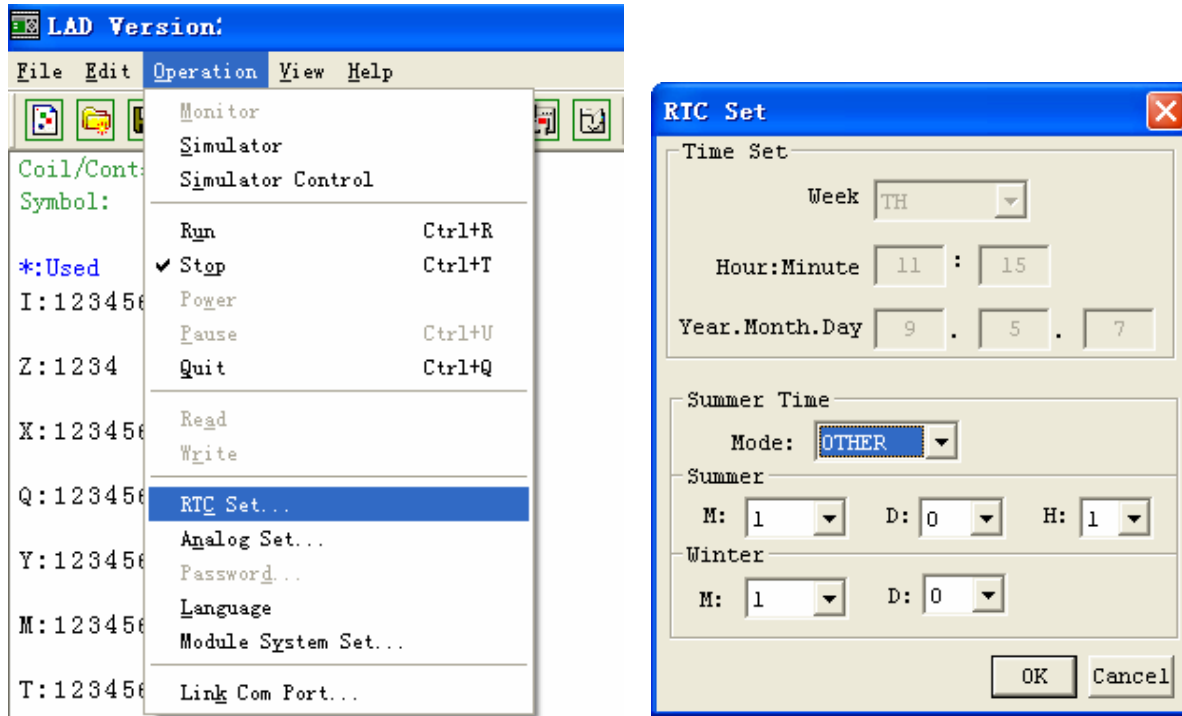 LAD Version:
File Edit Operation View Help
Monitor
Simulator
Simulator Control
Run Ctrl+R
✓ Stop Ctrl+T
Power
Pause Ctrl+U
Quit Ctrl+Q
Read
Write
RTC Set...
Analog Set...
Password...
Language
Module System Set...
Link Com Port...
Symbol:
*:Used
I:123456
Z:1234
X:123456
Q:123456
Y:123456
M:123456
T:123456
RTC Set
Time Set
Week TH
Hour:Minute 11 : 15
Year.Month.Day 9 . 5 . 7
Summer Time
Mode: OTHER
Summer
M: 1 D: 0 H: 1
Winter
M: 1 D: 0
OK Cancel